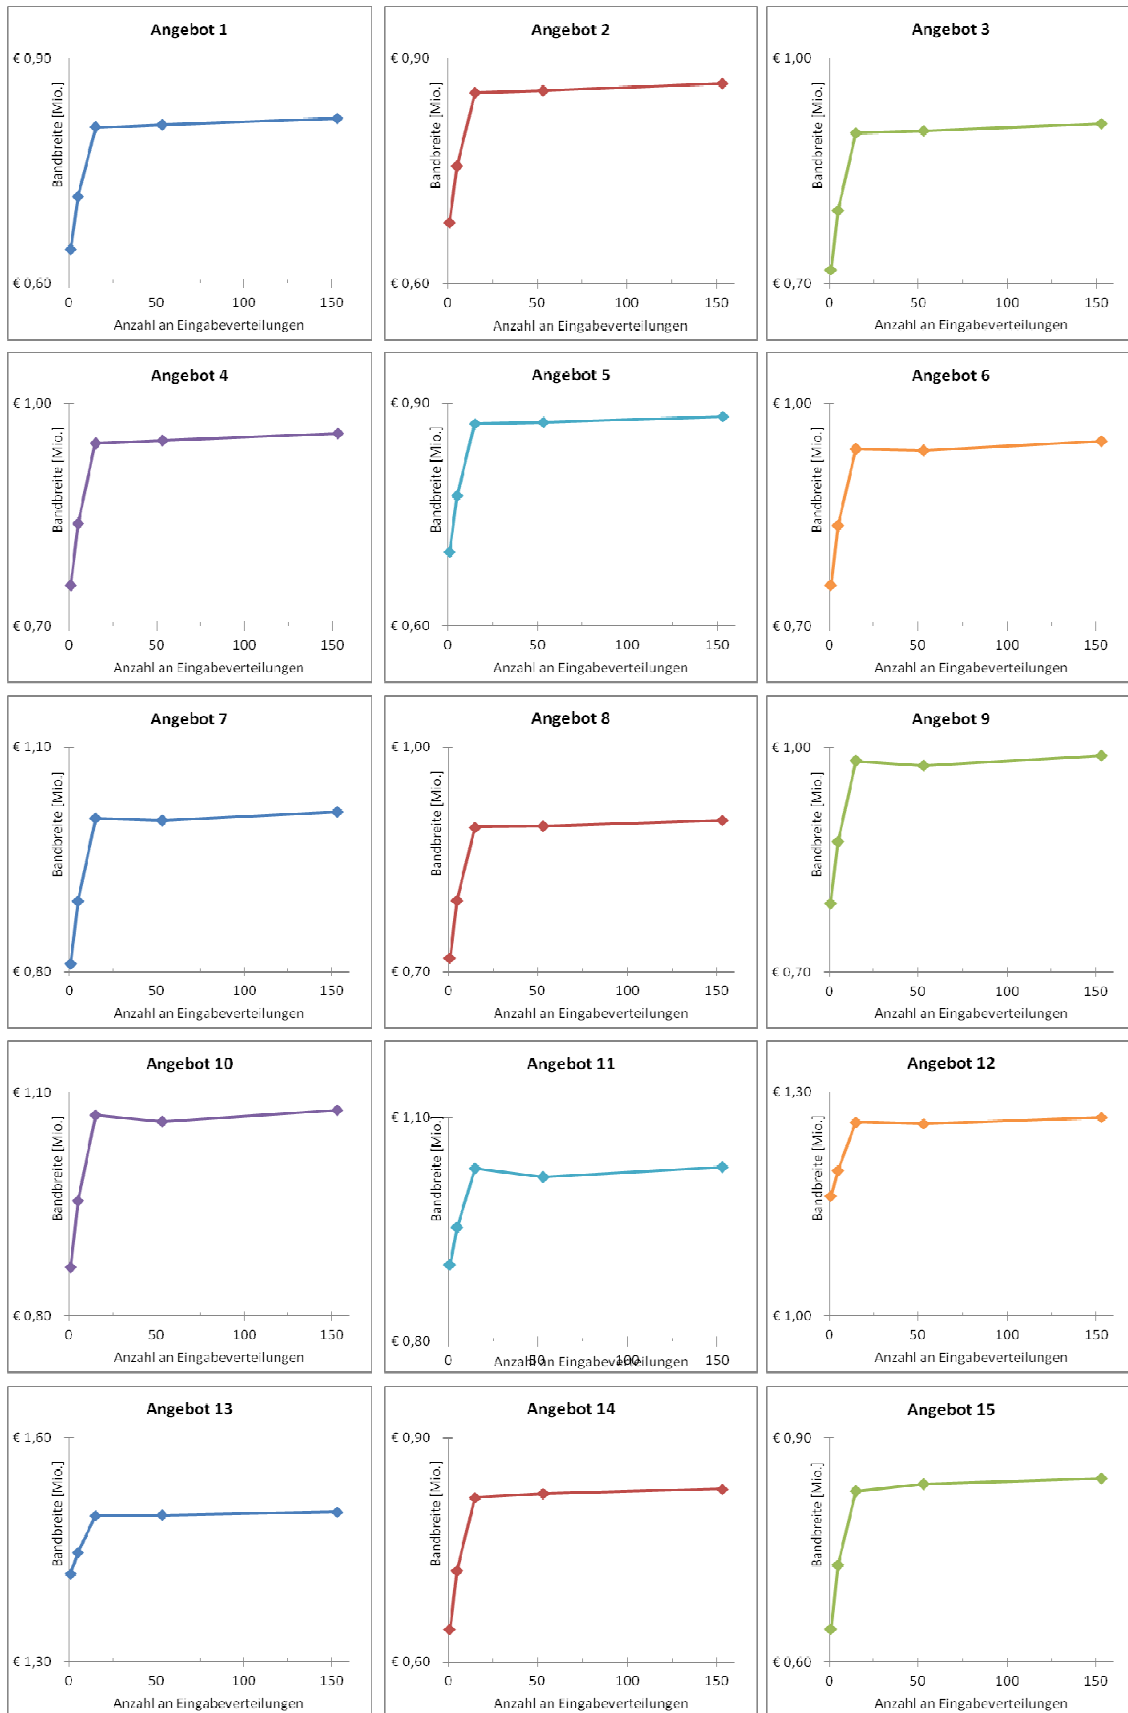 Angebot 1
€ 0,90
Bandbreite [Mio.]
€ 0,60
0 50 100 150
Anzahl an Eingabeverteilungen
Angebot 2
€ 0,90
Bandbreite [Mio.]
€ 0,60
0 50 100 150
Anzahl an Eingabeverteilungen
Angebot 3
€ 1,00
Bandbreite [Mio.]
€ 0,70
0 50 100 150
Anzahl an Eingabeverteilungen
Angebot 4
€ 1,00
Bandbreite [Mio.]
€ 0,70
0 50 100 150
Anzahl an Eingabeverteilungen
Angebot 5
€ 0,90
Bandbreite [Mio.]
€ 0,60
0 50 100 150
Anzahl an Eingabeverteilungen
Angebot 6
€ 1,00
Bandbreite [Mio.]
€ 0,70
0 50 100 150
Anzahl an Eingabeverteilungen
Angebot 7
€ 1,10
Bandbreite [Mio.]
€ 0,80
0 50 100 150
Anzahl an Eingabeverteilungen
Angebot 8
€ 1,00
Bandbreite [Mio.]
€ 0,70
0 50 100 150
Anzahl an Eingabeverteilungen
Angebot 9
€ 1,00
Bandbreite [Mio.]
€ 0,70
0 50 100 150
Anzahl an Eingabeverteilungen
Angebot 10
€ 1,10
Bandbreite [Mio.]
€ 0,80
0 50 100 150
Anzahl an Eingabeverteilungen
Angebot 11
€ 1,10
Bandbreite [Mio.]
€ 0,80
0 50 100 150
Anzahl an Eingabeverteilungen
Angebot 12
€ 1,30
Bandbreite [Mio.]
€ 1,00
0 50 100 150
Anzahl an Eingabeverteilungen
Angebot 13
€ 1,60
Bandbreite [Mio.]
€ 1,30
0 50 100 150
Anzahl an Eingabeverteilungen
Angebot 14
€ 0,90
Bandbreite [Mio.]
€ 0,60
0 50 100 150
Anzahl an Eingabeverteilungen
Angebot 15
€ 0,90
Bandbreite [Mio.]
€ 0,60
0 50 100 150
Anzahl an Eingabeverteilungen